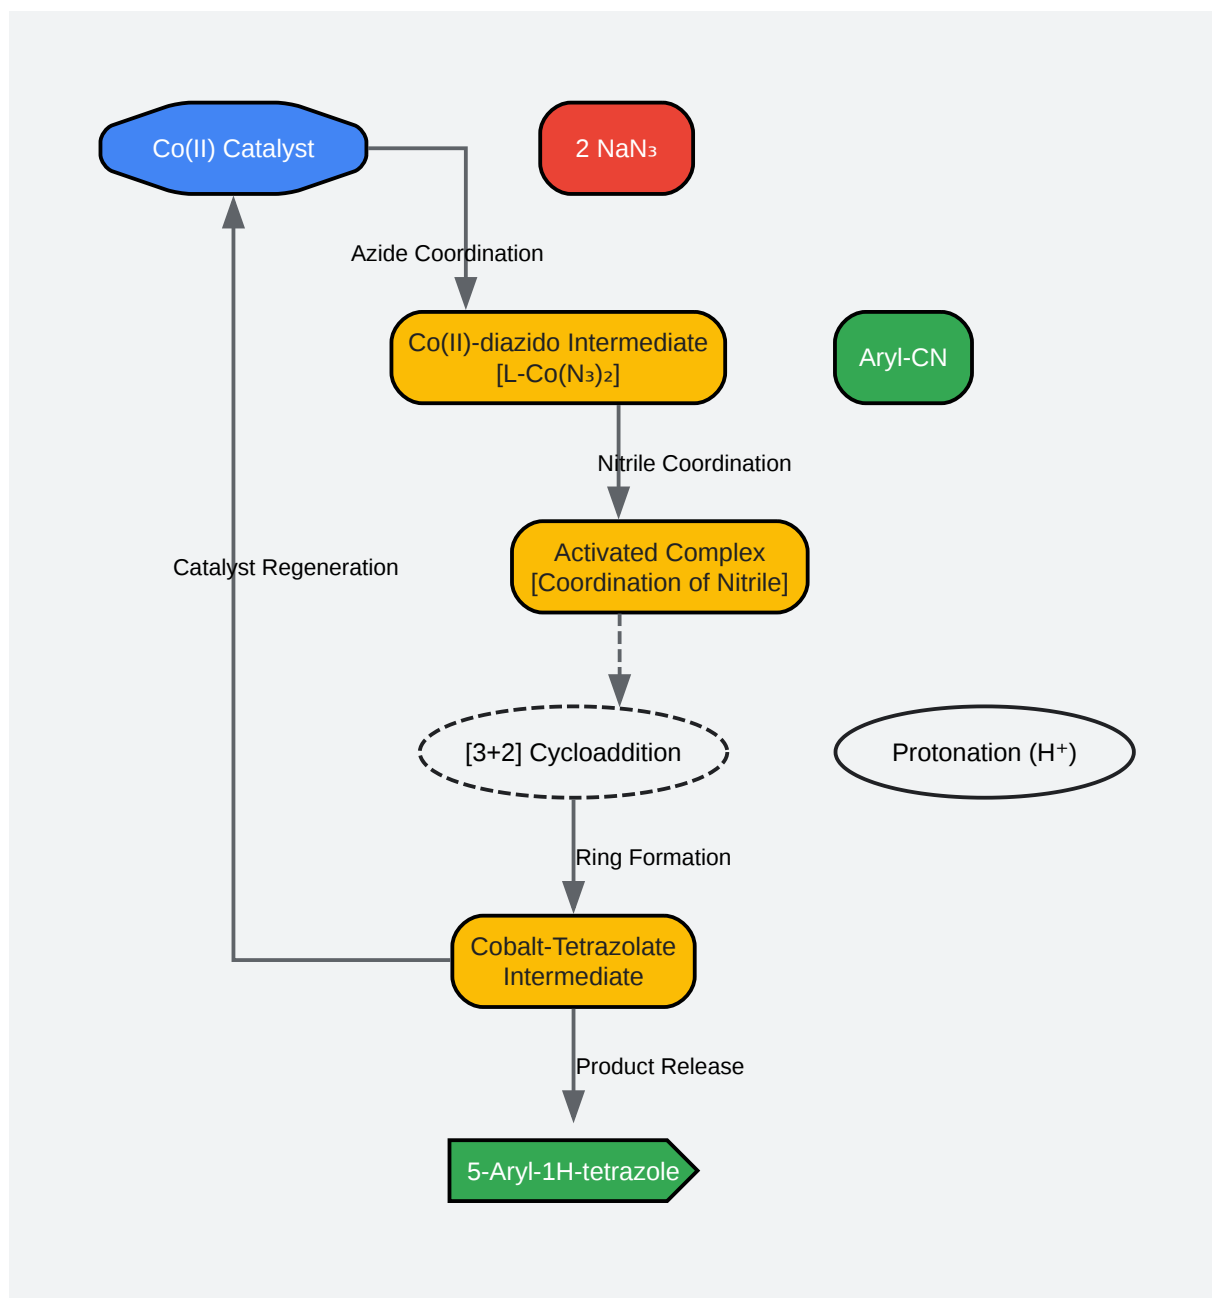 Co(II) Catalyst
2 NaN₃
Azide Coordination
Co(II)-diazido Intermediate
[L-Co(N₃)₂]
Aryl-CN
Nitrile Coordination
Activated Complex
[Coordination of Nitrile]
Catalyst Regeneration
[3+2] Cycloaddition
Protonation (H⁺)
Ring Formation
Cobalt-Tetrazolate
Intermediate
Product Release
5-Aryl-1H-tetrazole